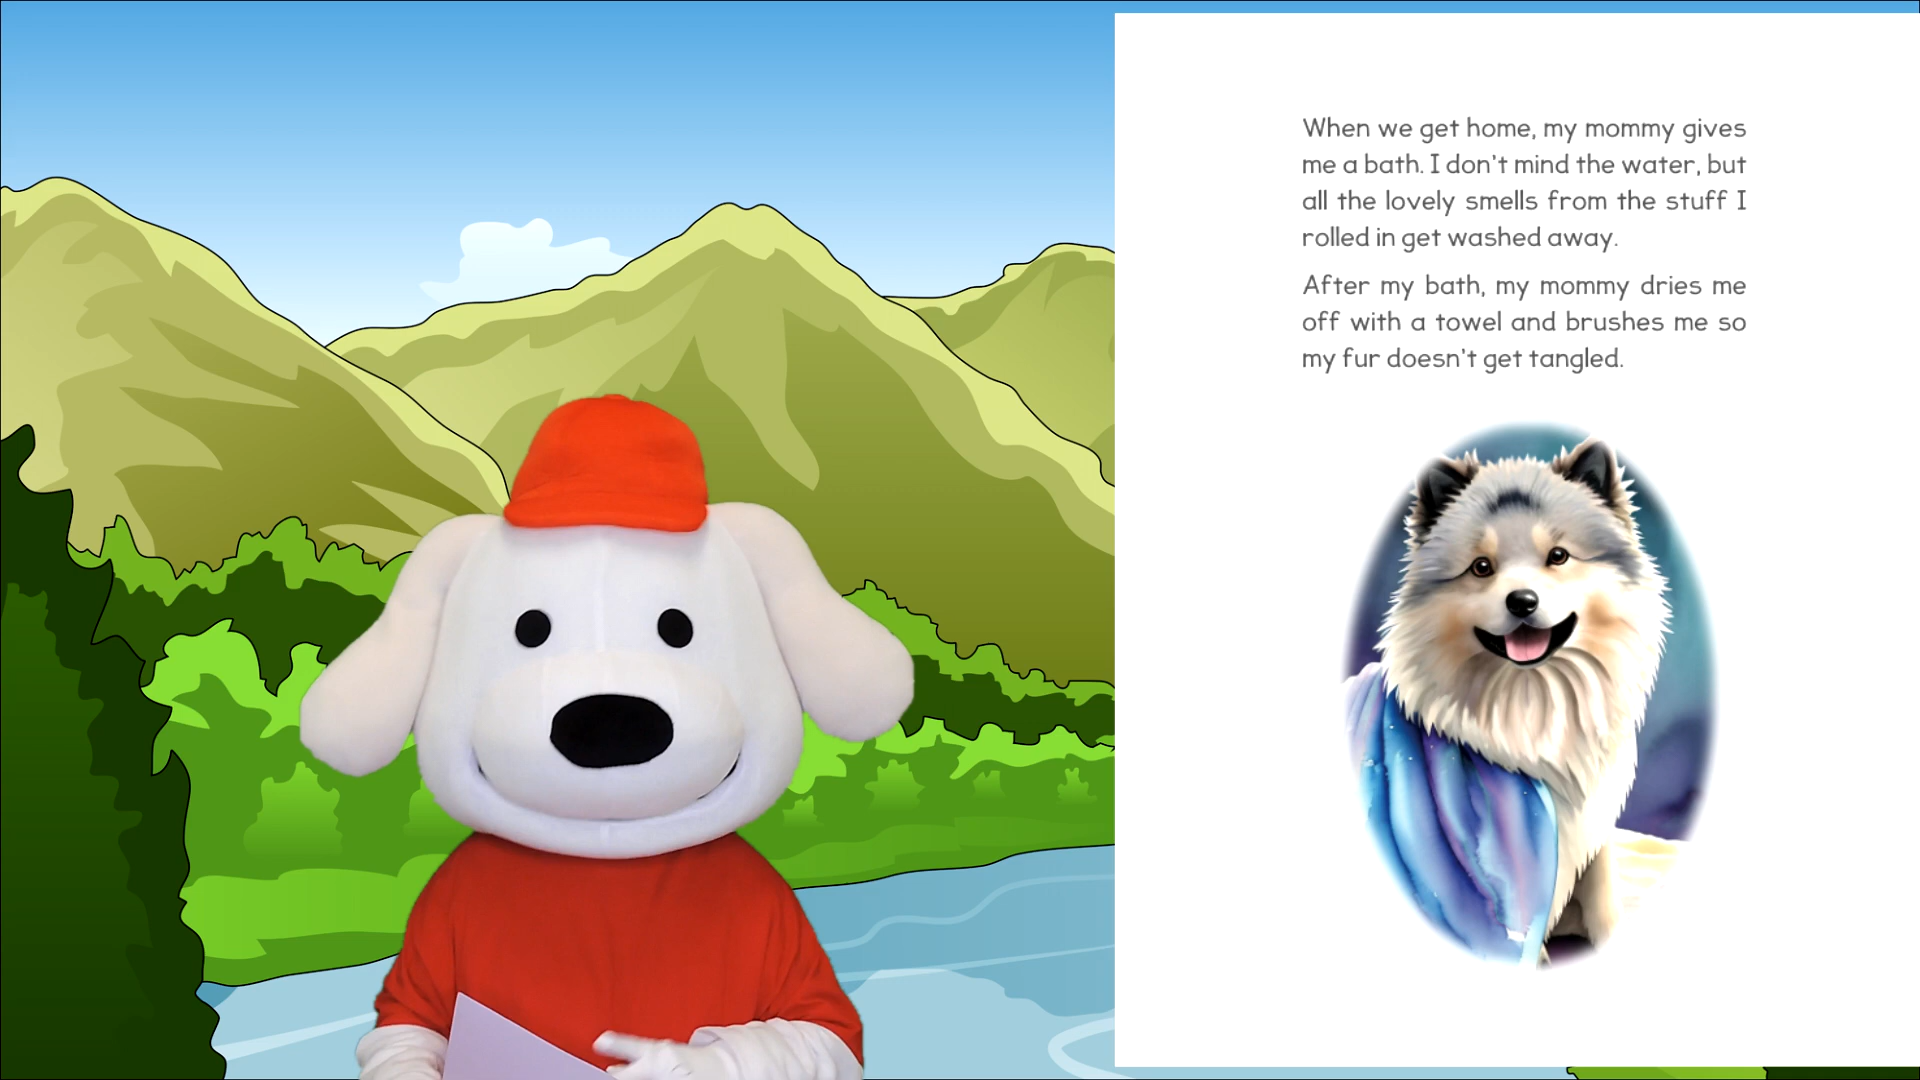 When we get home, my mommy gives
me a bath. I don't mind the water, but
all the lovely smells from the stuff I
rolled in get washed away.
After my bath, my mommy dries me
off with a towel and brushes me so
my fur doesn't get tangled.